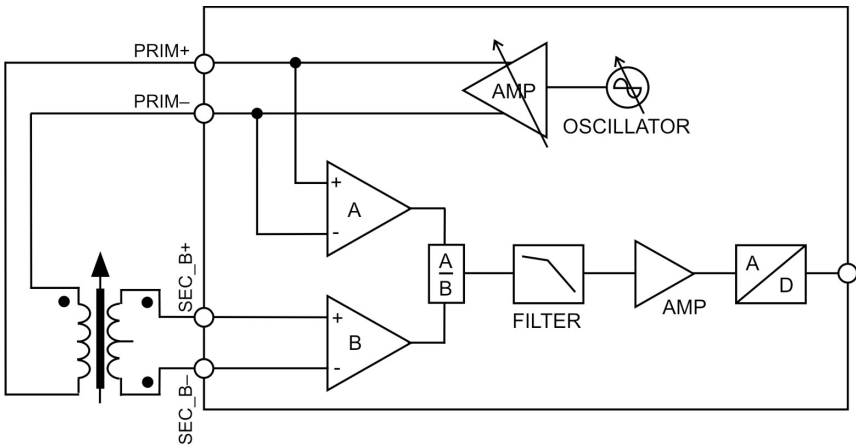 PRIM+
PRIM–
AMP
OSCILLATOR
+
A
-
SEC_B+
A
B
A
D
FILTER
AMP
+
B
-
SEC_B–